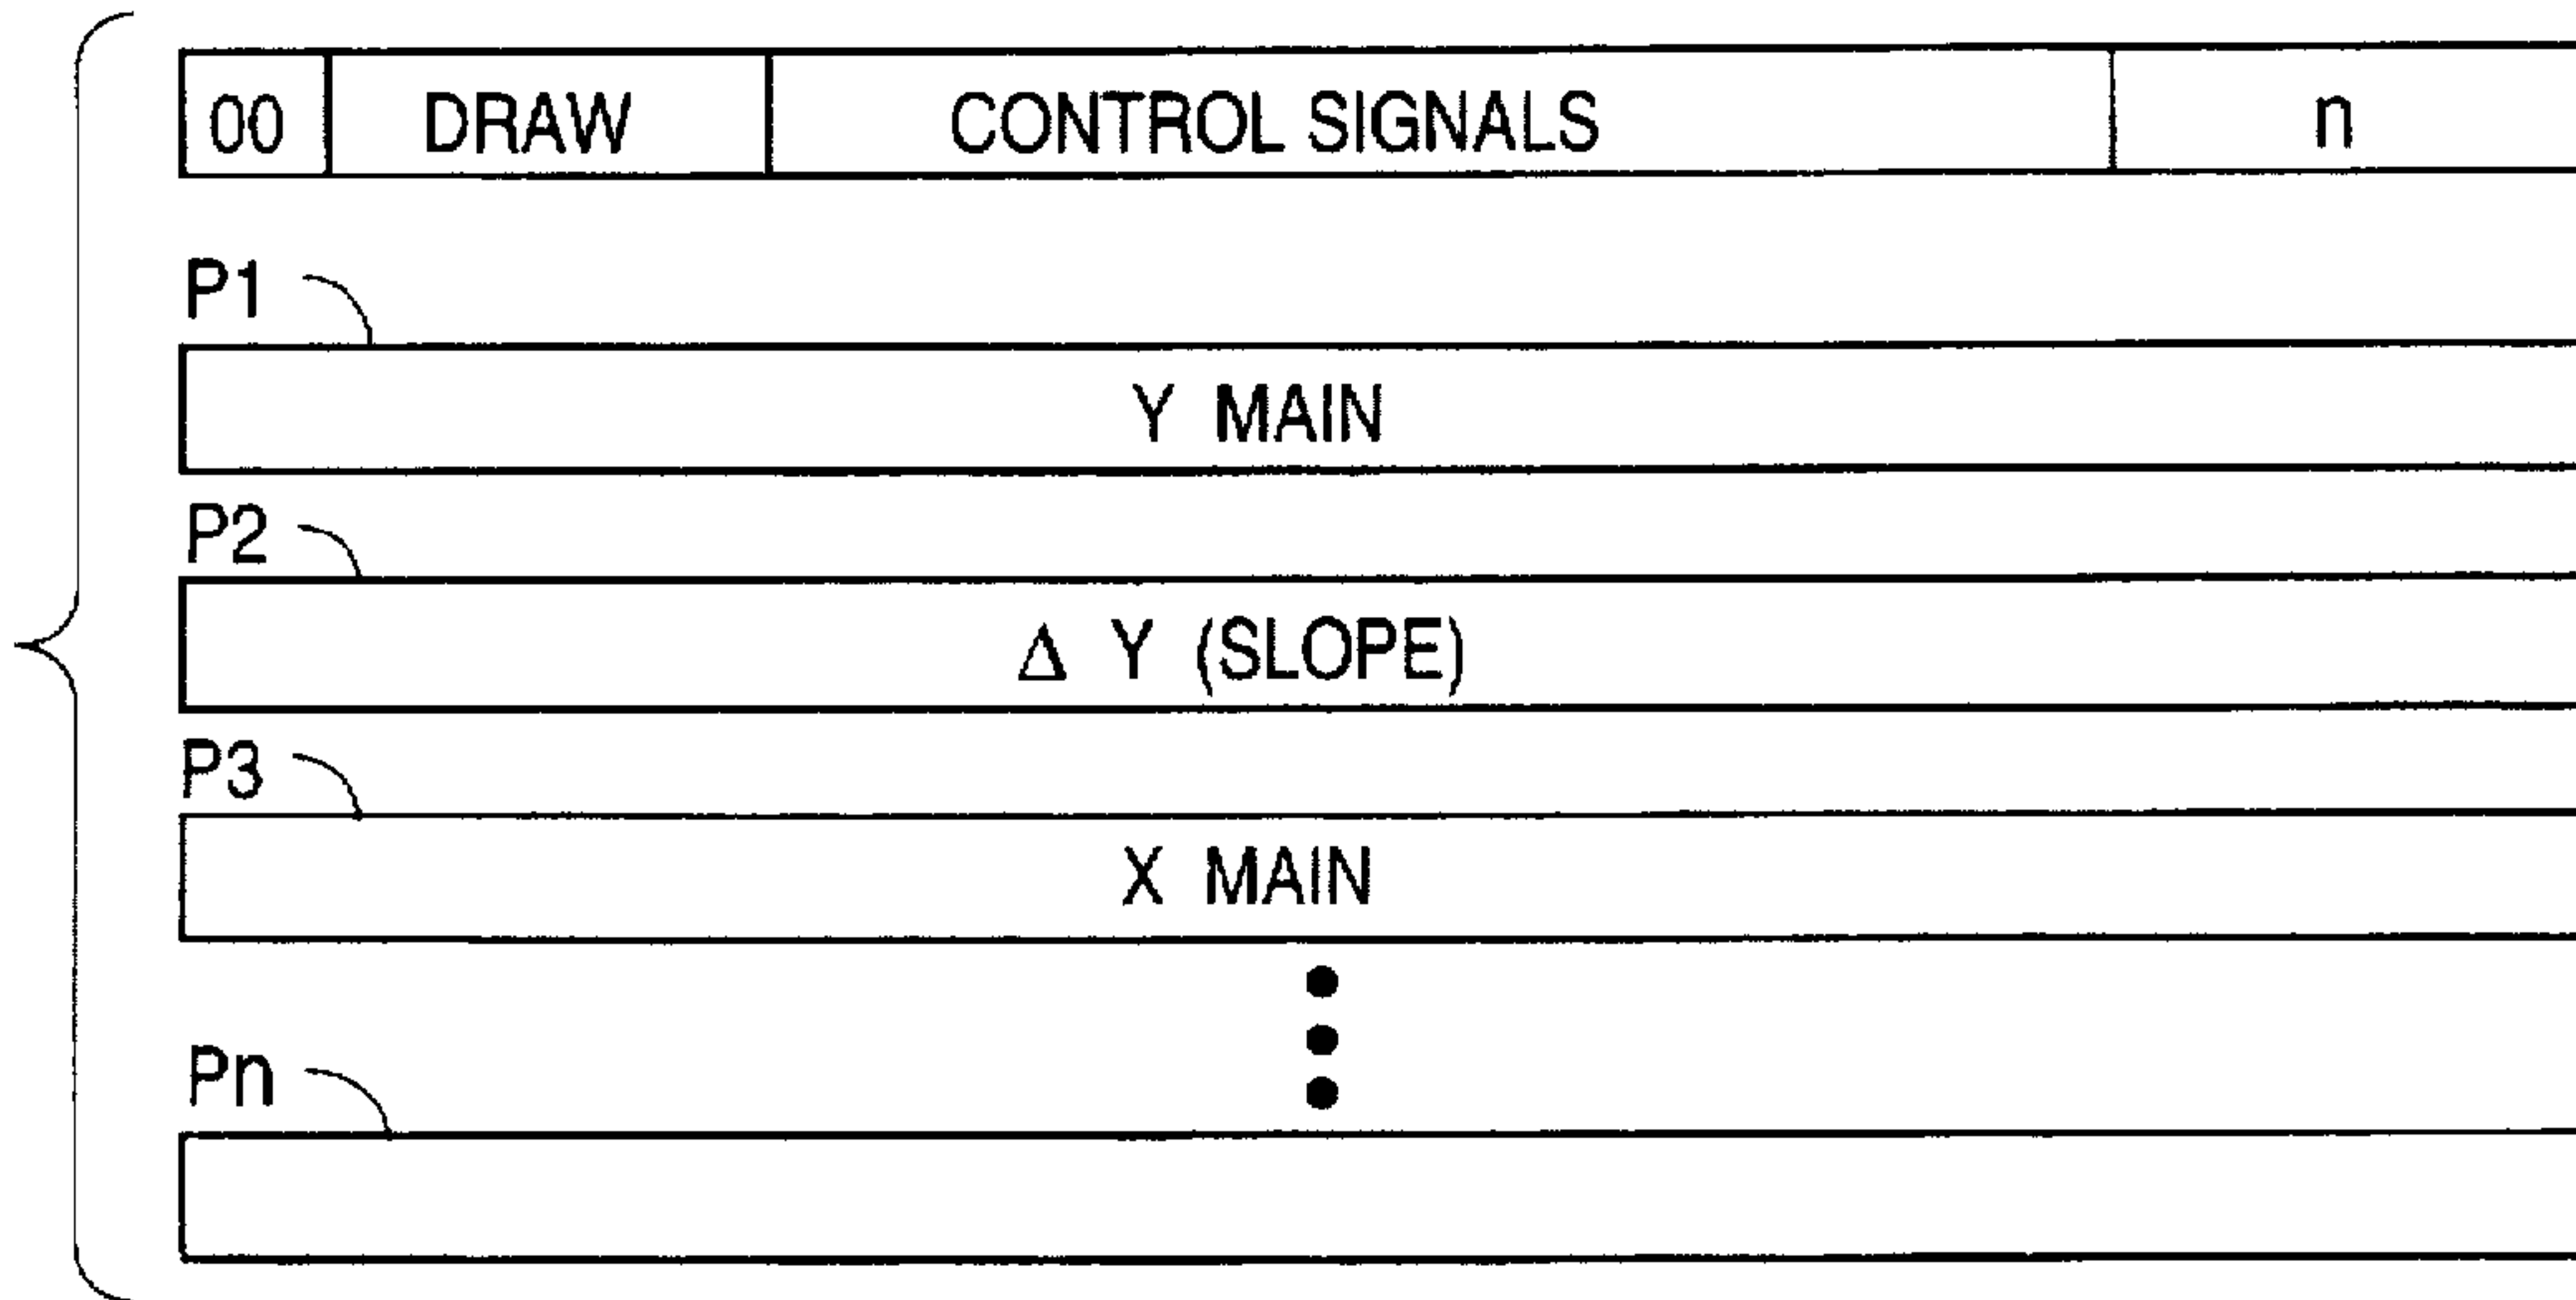 00 DRAW CONTROL SIGNALS n
P1
Y MAIN
P2
Δ Y (SLOPE)
P3
X MAIN
Pn